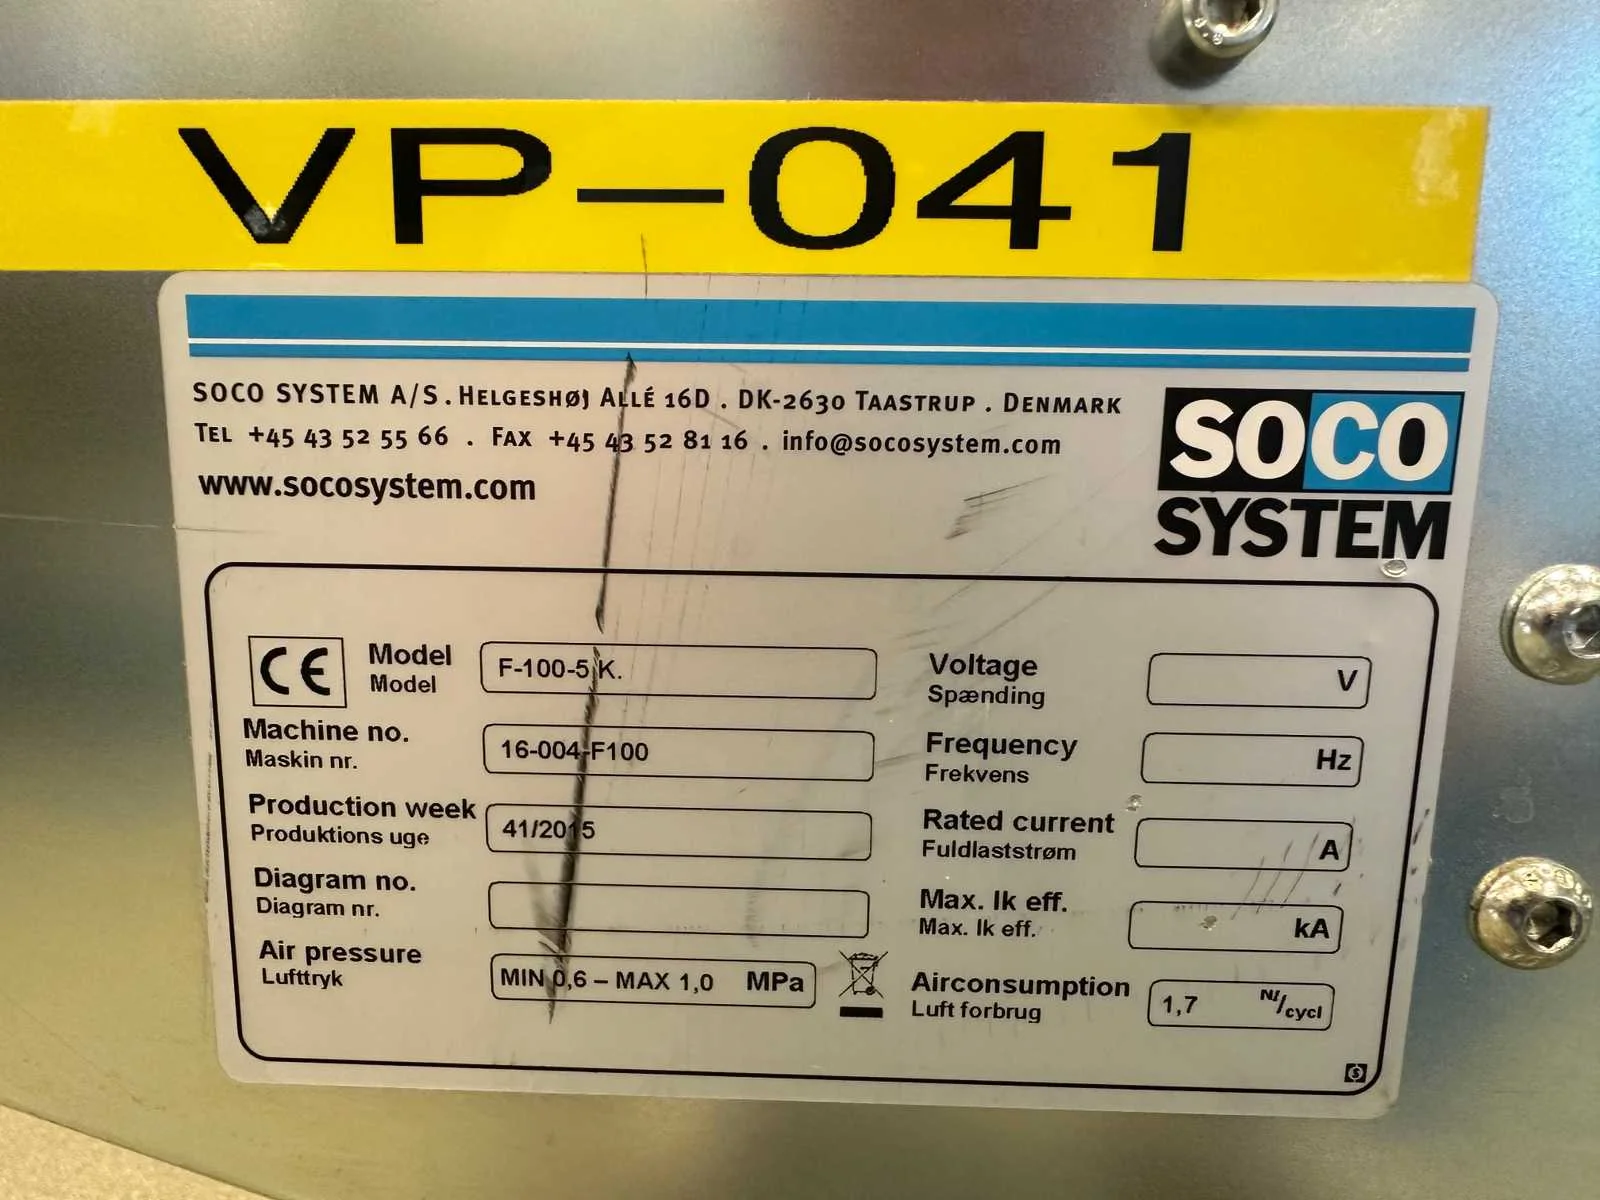 VP-041
SOCO SYSTEM A/S. HELGESHØJ ALLÉ 16D . DK-2630 TAASTRUP . DENMARK
TEL +45 43 52 55 66 . FAX +45 43 52 81 16 . info@socosystem.com
www.socosystem.com
SOCO
SYSTEM
CE
Model F-100-5 K.
Model
Machine no. 16-004-F100
Maskin nr.
Production week 41/2015
Produktions uge
Diagram no.
Diagram nr.
Air pressure MIN 0,6 – MAX 1,0 MPa
Lufttryk
Voltage V
Spænding
Frequency Hz
Frekvens
Rated current A
Fuldlaststrøm
Max. Ik eff. kA
Max. Ik eff.
Airconsumption 1,7 Nl/cycl
Luft forbrug